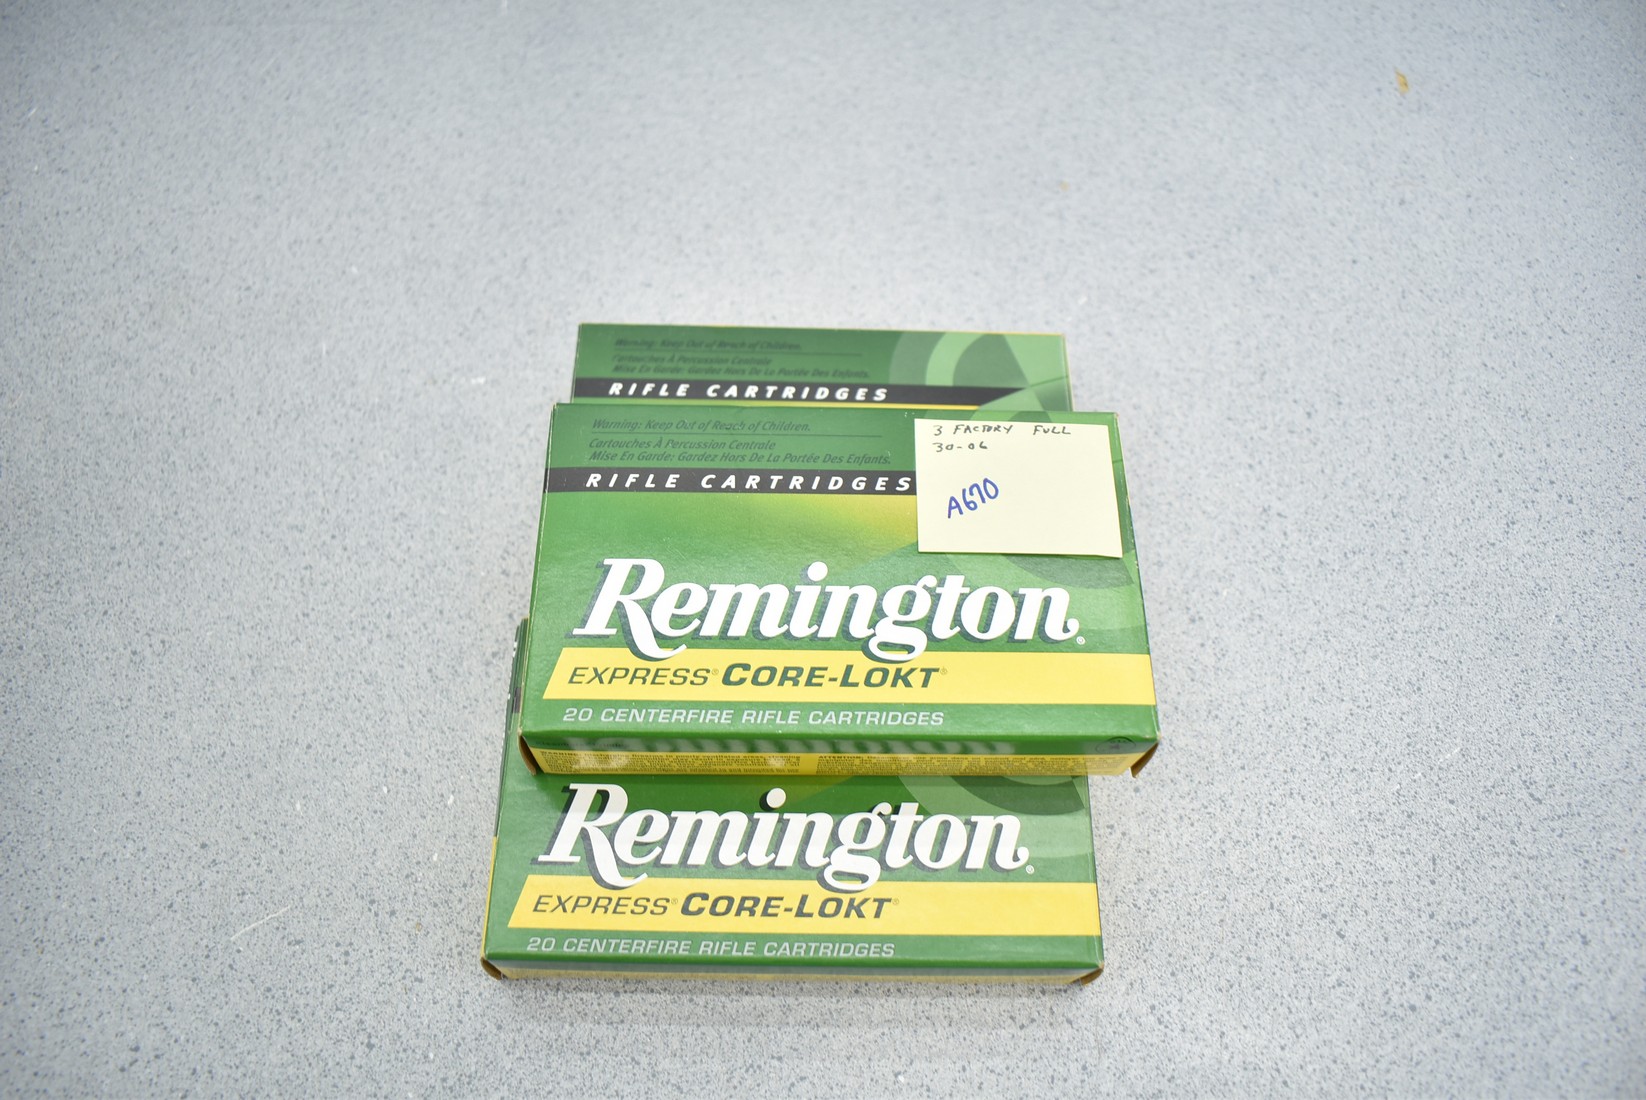 Warning: Keep Out of Reach of Children.
Cartouches À Percussion Centrale
Mise En Garde: Gardez Hors De La Portée Des Enfants.
RIFLE CARTRIDGES
Warning: Keep Out of Reach of Children.
Cartouches À Percussion Centrale
Mise En Garde: Gardez Hors De La Portée Des Enfants.
RIFLE CARTRIDGES
3 FACTORY FULL
30-06
A670
Remington®
EXPRESS® CORE-LOKT®
20 CENTERFIRE RIFLE CARTRIDGES
Remington®
EXPRESS® CORE-LOKT®
20 CENTERFIRE RIFLE CARTRIDGES